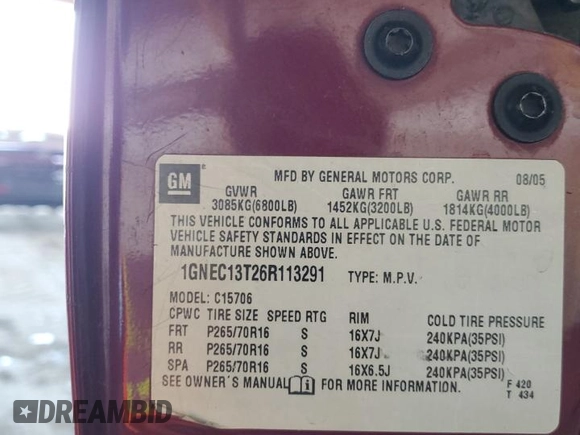 GM
MFD BY GENERAL MOTORS CORP. 08/05
GVWR GAWR FRT GAWR RR
3085KG(6800LB) 1452KG(3200LB) 1814KG(4000LB)
THIS VEHICLE CONFORMS TO ALL APPLICABLE U.S. FEDERAL MOTOR
VEHICLE SAFETY STANDARDS IN EFFECT ON THE DATE OF
MANUFACTURE SHOWN ABOVE.
1GNEC13T26R113291 TYPE: M.P.V.
MODEL: C15706
CPWC TIRE SIZE SPEED RTG RIM COLD TIRE PRESSURE
FRT P265/70R16 S 16X7J 240KPA(35PSI)
RR P265/70R16 S 16X7J 240KPA(35PSI)
SPA P265/70R16 S 16X6.5J 240KPA(35PSI)
SEE OWNER'S MANUAL FOR MORE INFORMATION.
F 420
T 434
DREAMBID